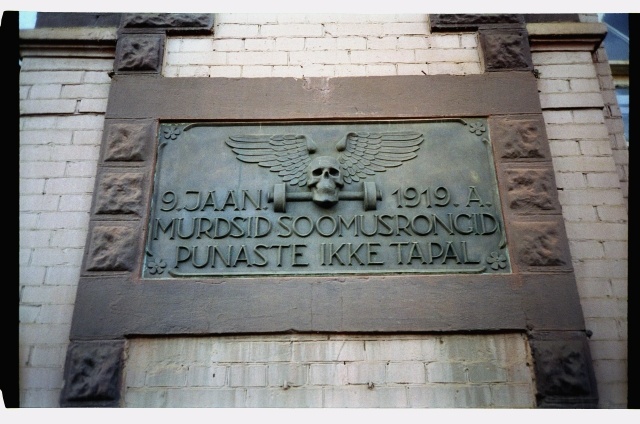 9. JAAN. 1919. A.
MURDSID SOOMUSRONGID
PUNASTE IKKE TAPAL